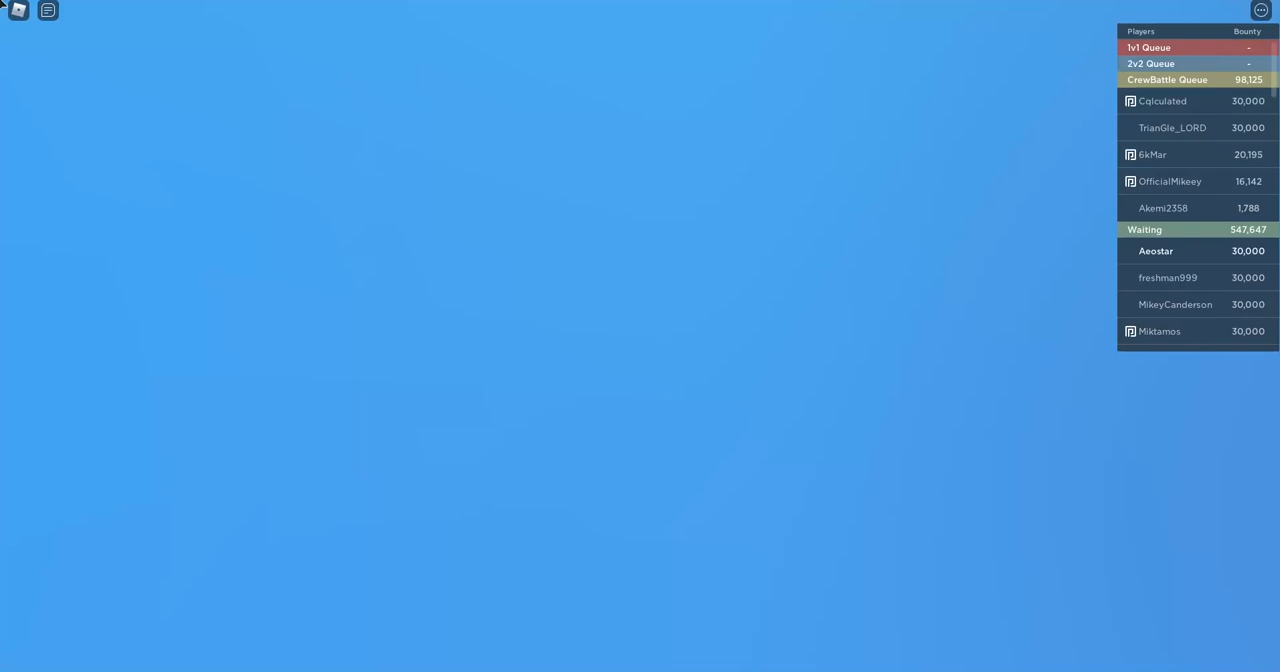 Players Bounty
1v1 Queue -
2v2 Queue -
CrewBattle Queue 98,125
Cqlculated 30,000
TrianGle_LORD 30,000
6kMar 20,195
OfficialMikeey 16,142
Akemi2358 1,788
Waiting 547,647
Aeostar 30,000
freshman999 30,000
MikeyCanderson 30,000
Miktamos 30,000